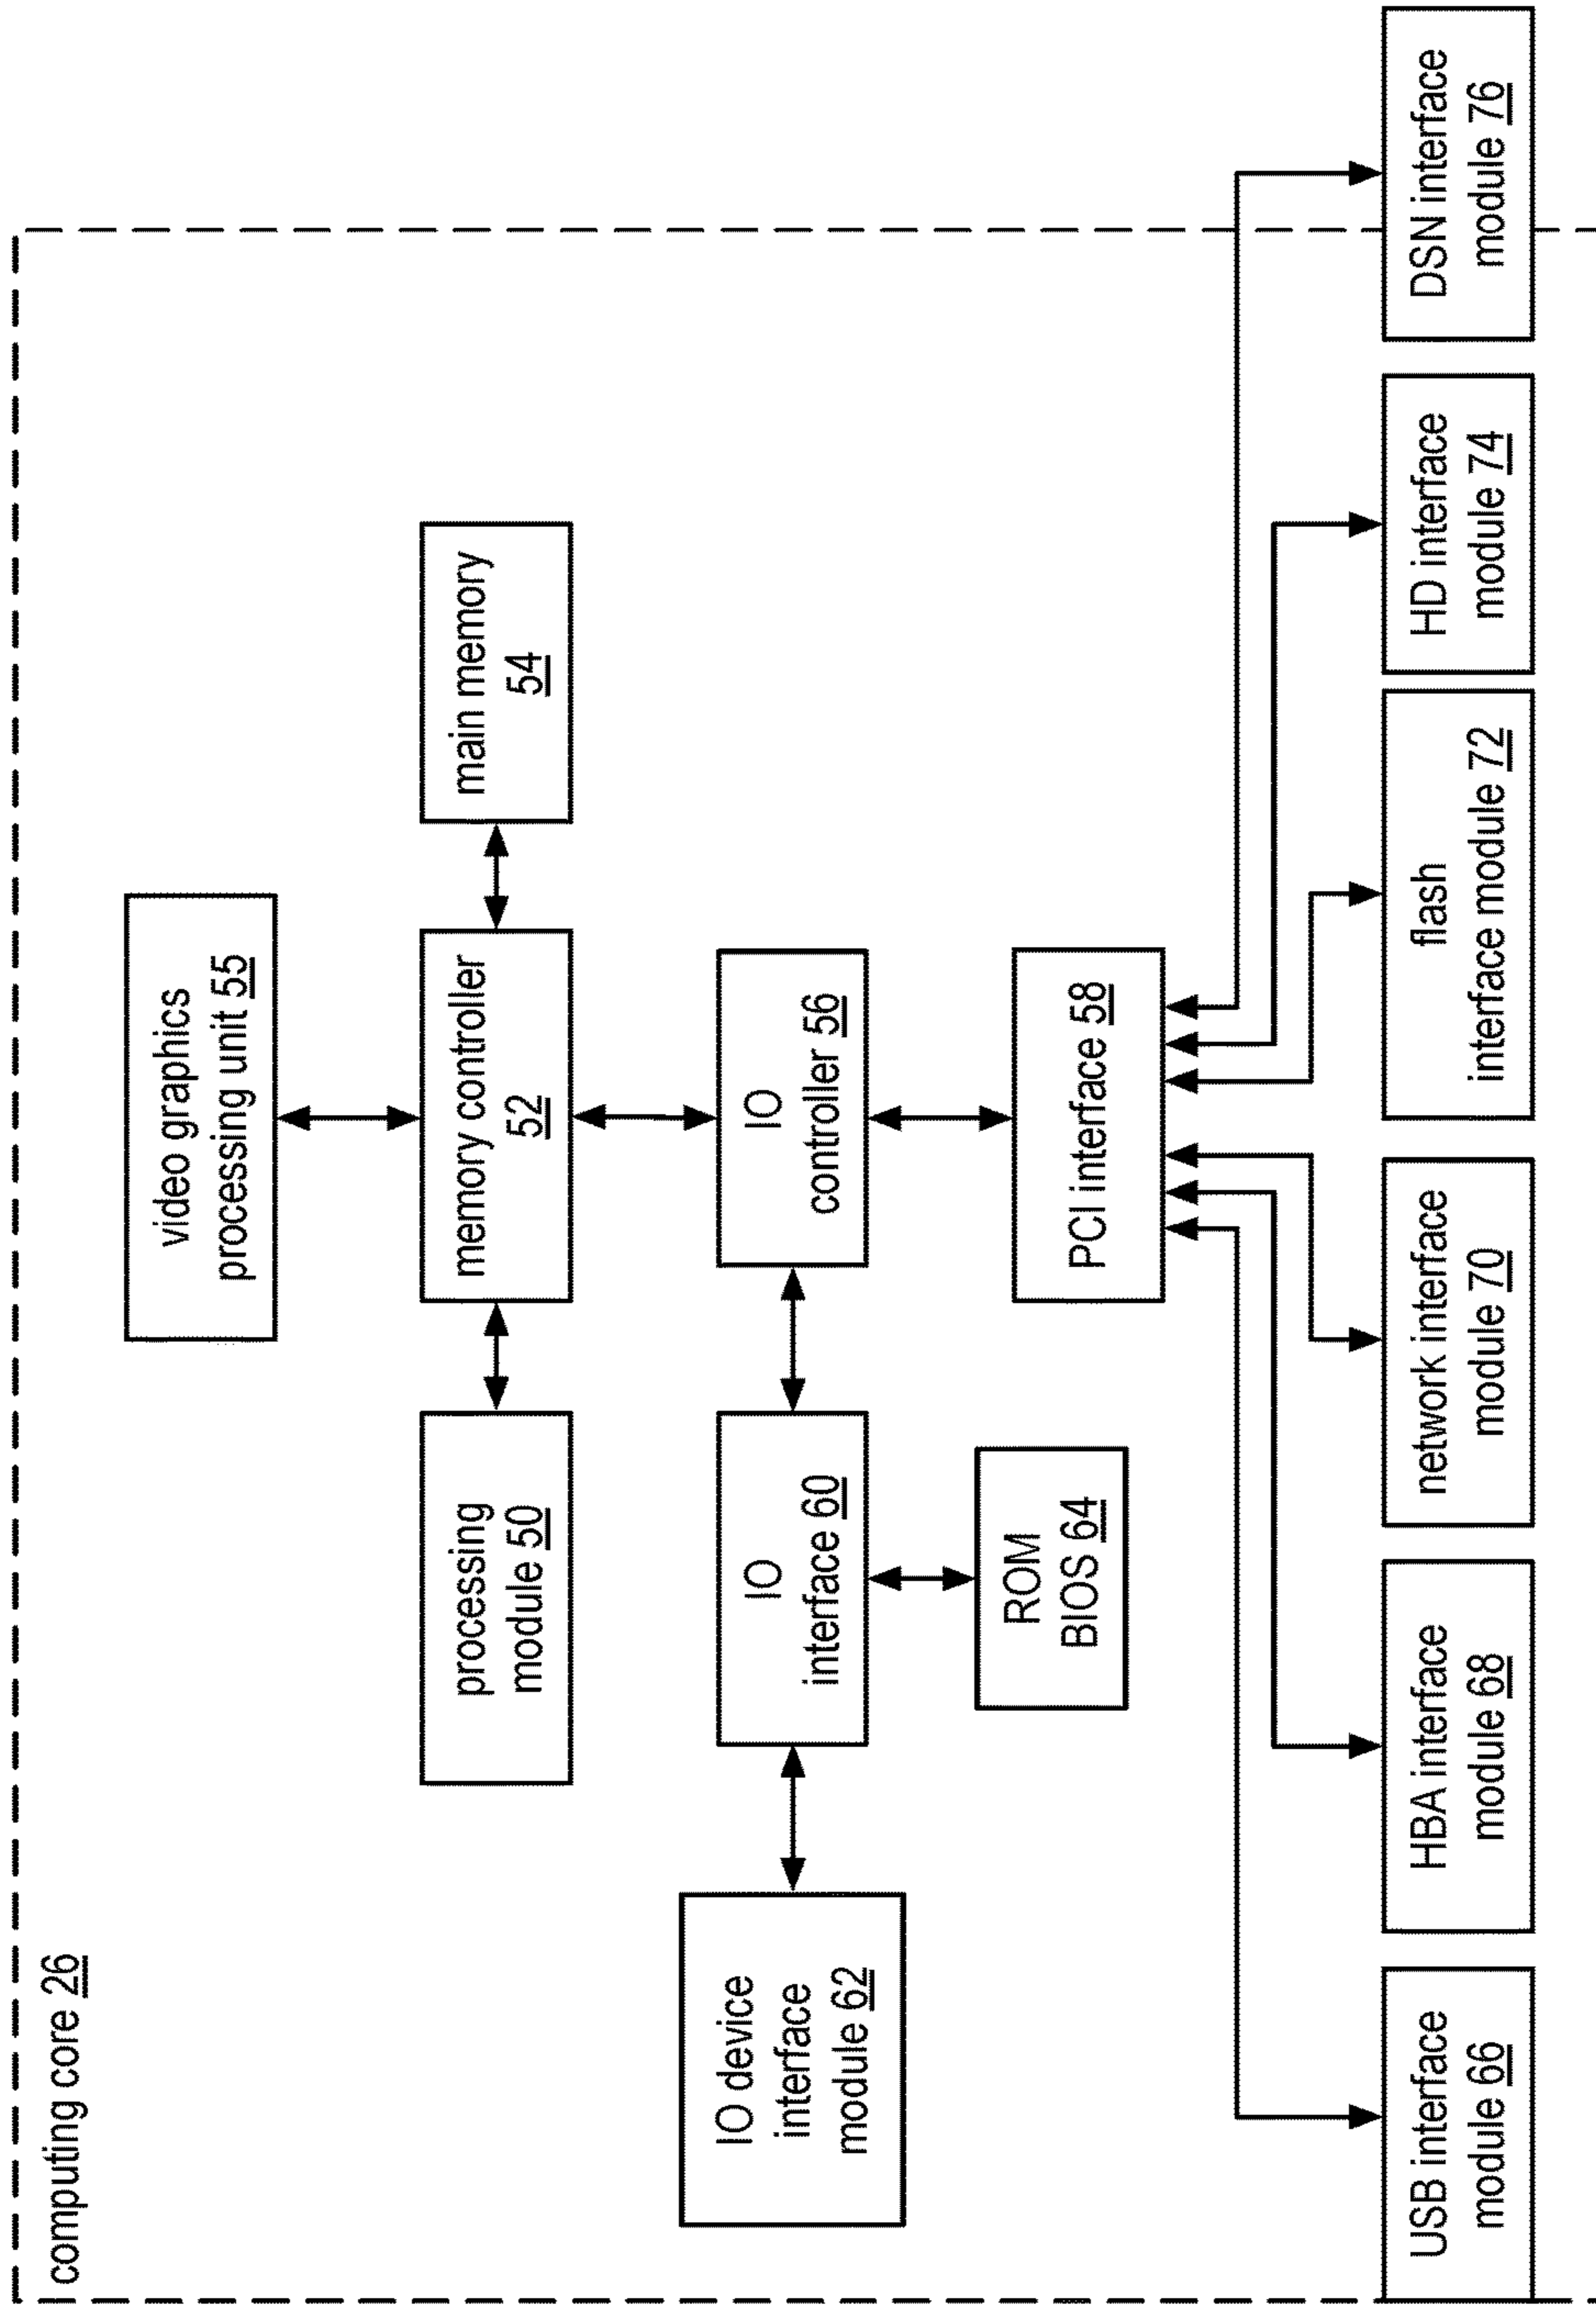 computing core 26
video graphics
processing unit 55
processing
module 50
memory controller
52
main memory
54
IO device
interface
module 62
IO
interface 60
IO
controller 56
ROM
BIOS 64
PCI interface 58
USB interface
module 66
HBA interface
module 68
network interface
module 70
flash
interface module 72
HD interface
module 74
DSN interface
module 76